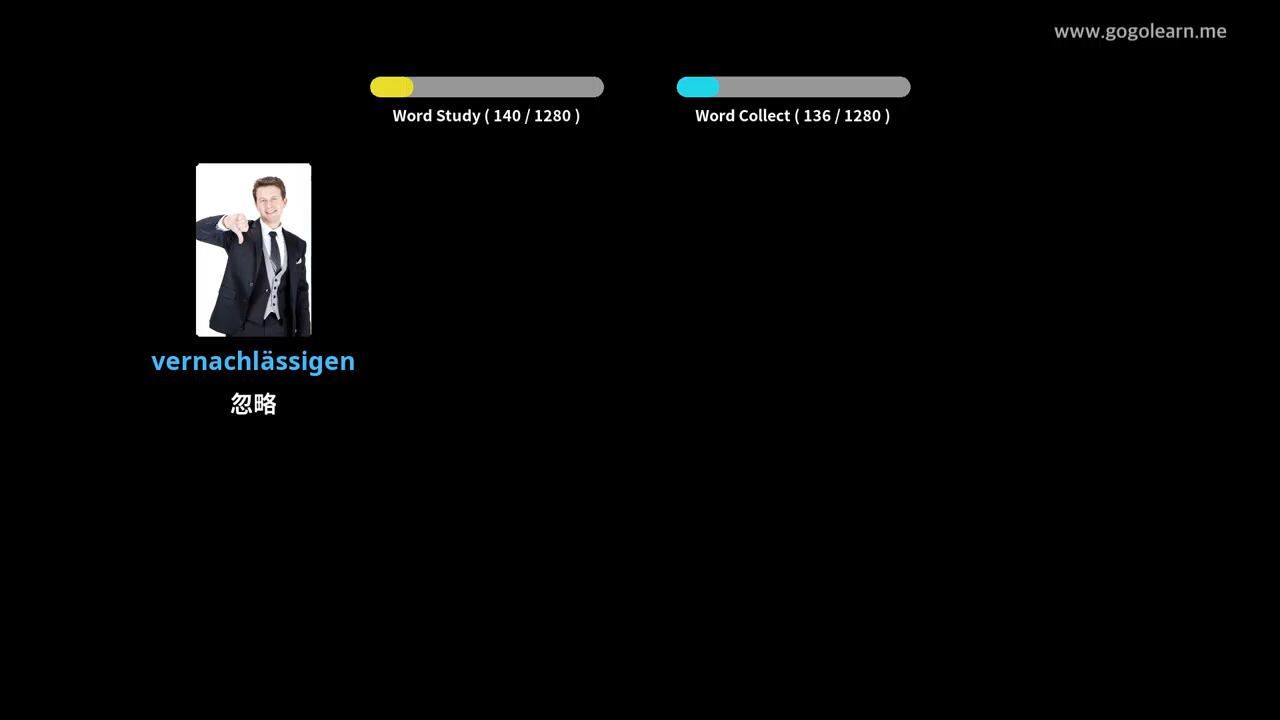 www.gogolearn.me
Word Study ( 140 / 1280 )
Word Collect ( 136 / 1280 )
vernachlässigen
忽略